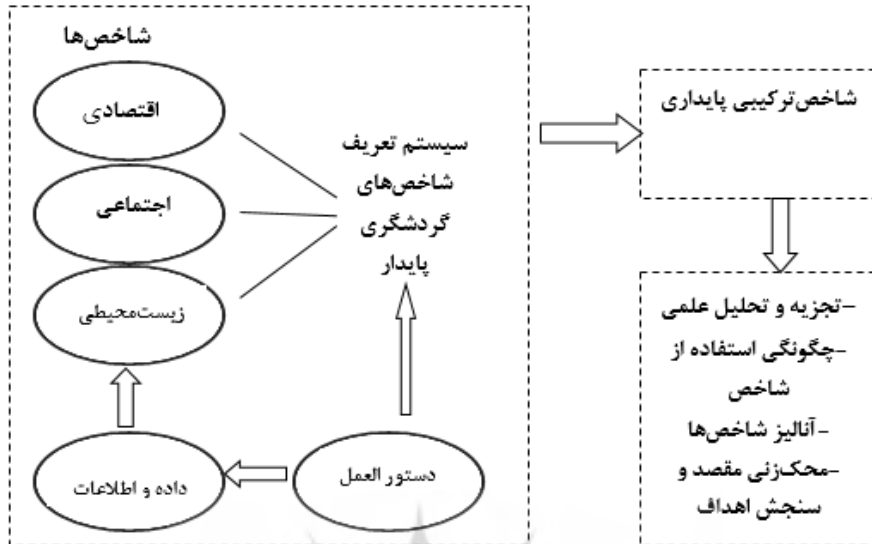 شاخص‌ها
اقتصادی
اجتماعی
زیست‌محیطی
داده و اطلاعات
دستور العمل
سیستم تعریف
شاخص‌های
گردشگری
پایدار
شاخص‌ترکیبی پایداری
-تجزیه و تحلیل علمی
-چگونگی استفاده از
شاخص
-آنالیز شاخص‌ها
-محک‌زنی مقصد و
سنجش اهداف